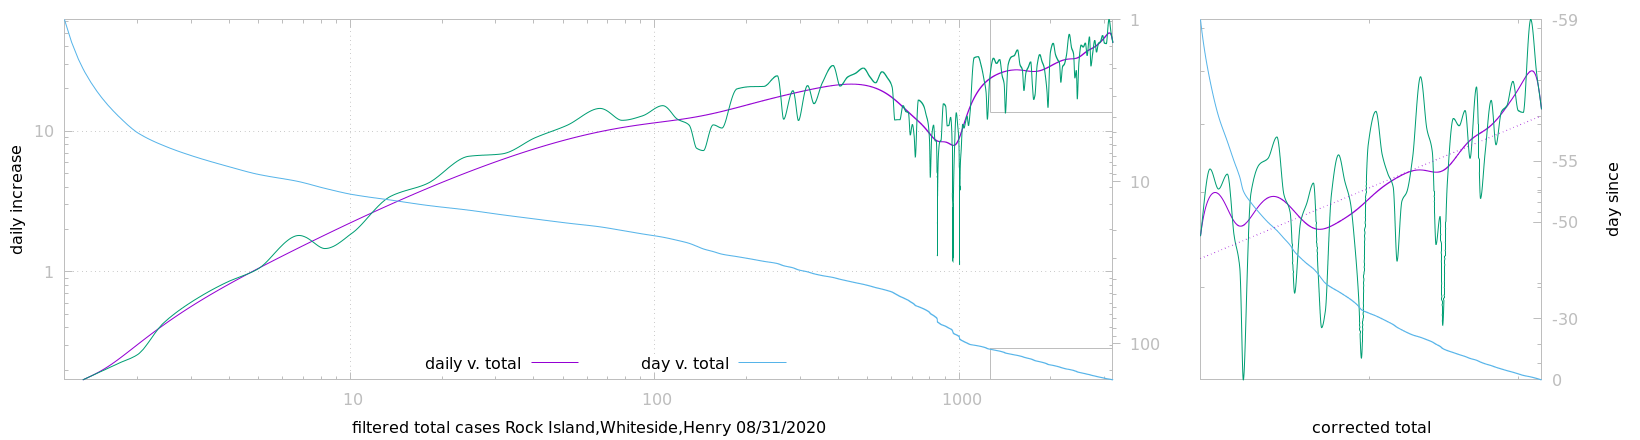 1
-59
10
daily increase
-55
10
-50
day since
1
-30
100
daily v. total
day v. total
0
10
100
1000
filtered total cases Rock Island,Whiteside,Henry 08/31/2020
corrected total